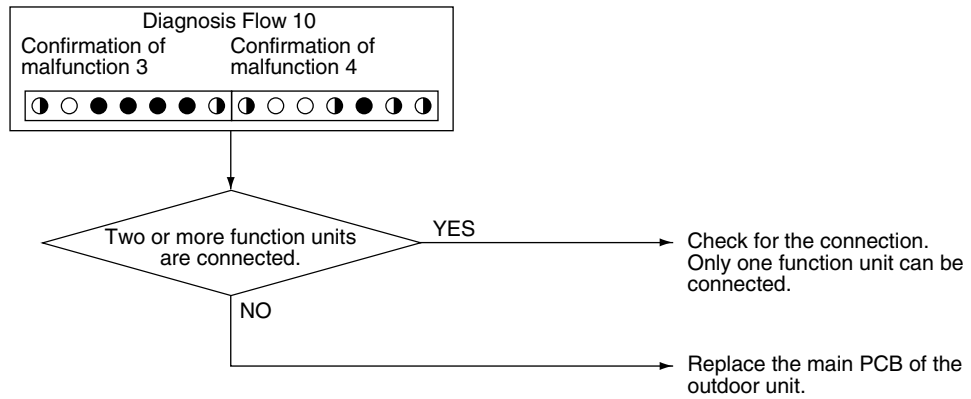 Diagnosis Flow 10
Confirmation of
malfunction 3
Confirmation of
malfunction 4
Two or more function units
are connected.
YES
Check for the connection.
Only one function unit can be
connected.
NO
Replace the main PCB of the
outdoor unit.